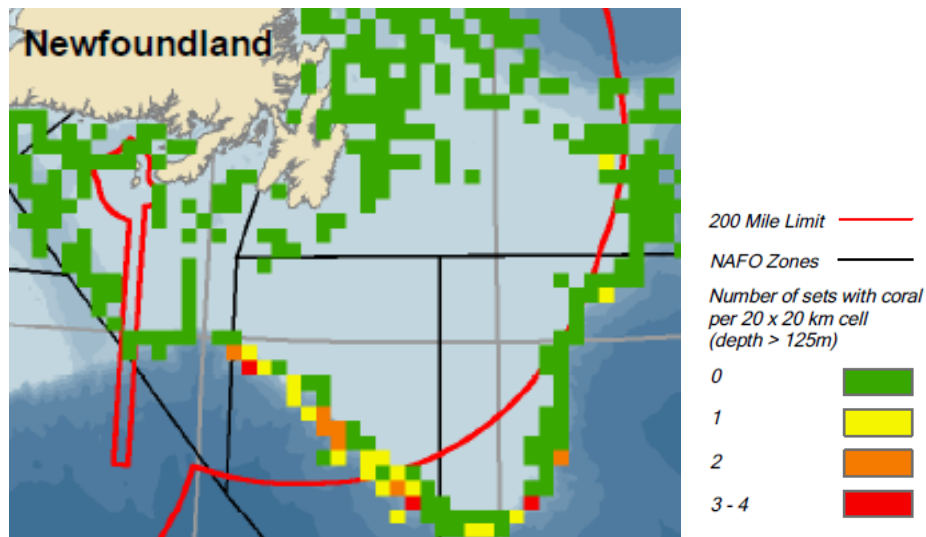 Newfoundland
200 Mile Limit
NAFO Zones
Number of sets with coral
per 20 x 20 km cell
(depth > 125m)
0
1
2
3 - 4